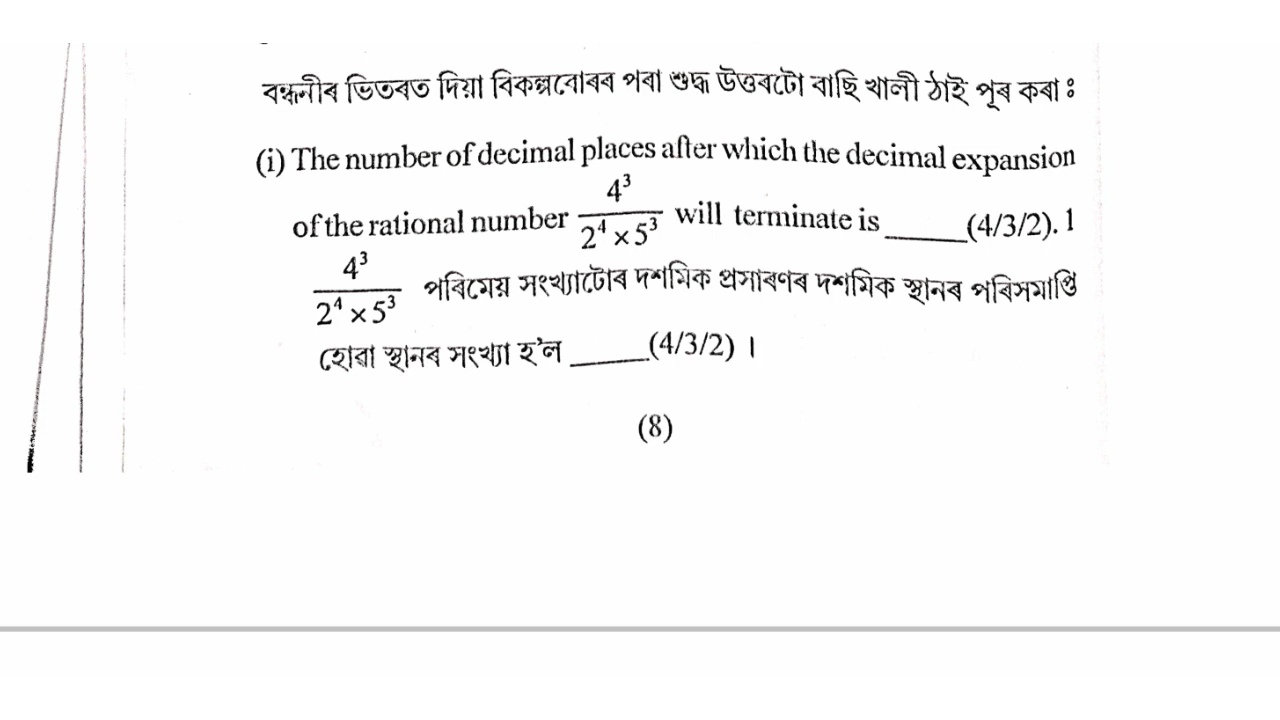 বন্ধনীৰ ভিতৰত দিয়া বিকল্পবোৰৰ পৰা শুদ্ধ উত্তৰটো বাছি খালী ঠাই পূৰ কৰা ঃ
(i) The number of decimal places after which the decimal expansion
of the rational number 4³/(2⁴ × 5³) will terminate is _____(4/3/2). 1
4³/(2⁴ × 5³) পৰিমেয় সংখ্যাটোৰ দশমিক প্ৰসাৰণৰ দশমিক স্থানৰ পৰিসমাপ্তি
হোৱা স্থানৰ সংখ্যা হ'ল _____(4/3/2) ।
(8)